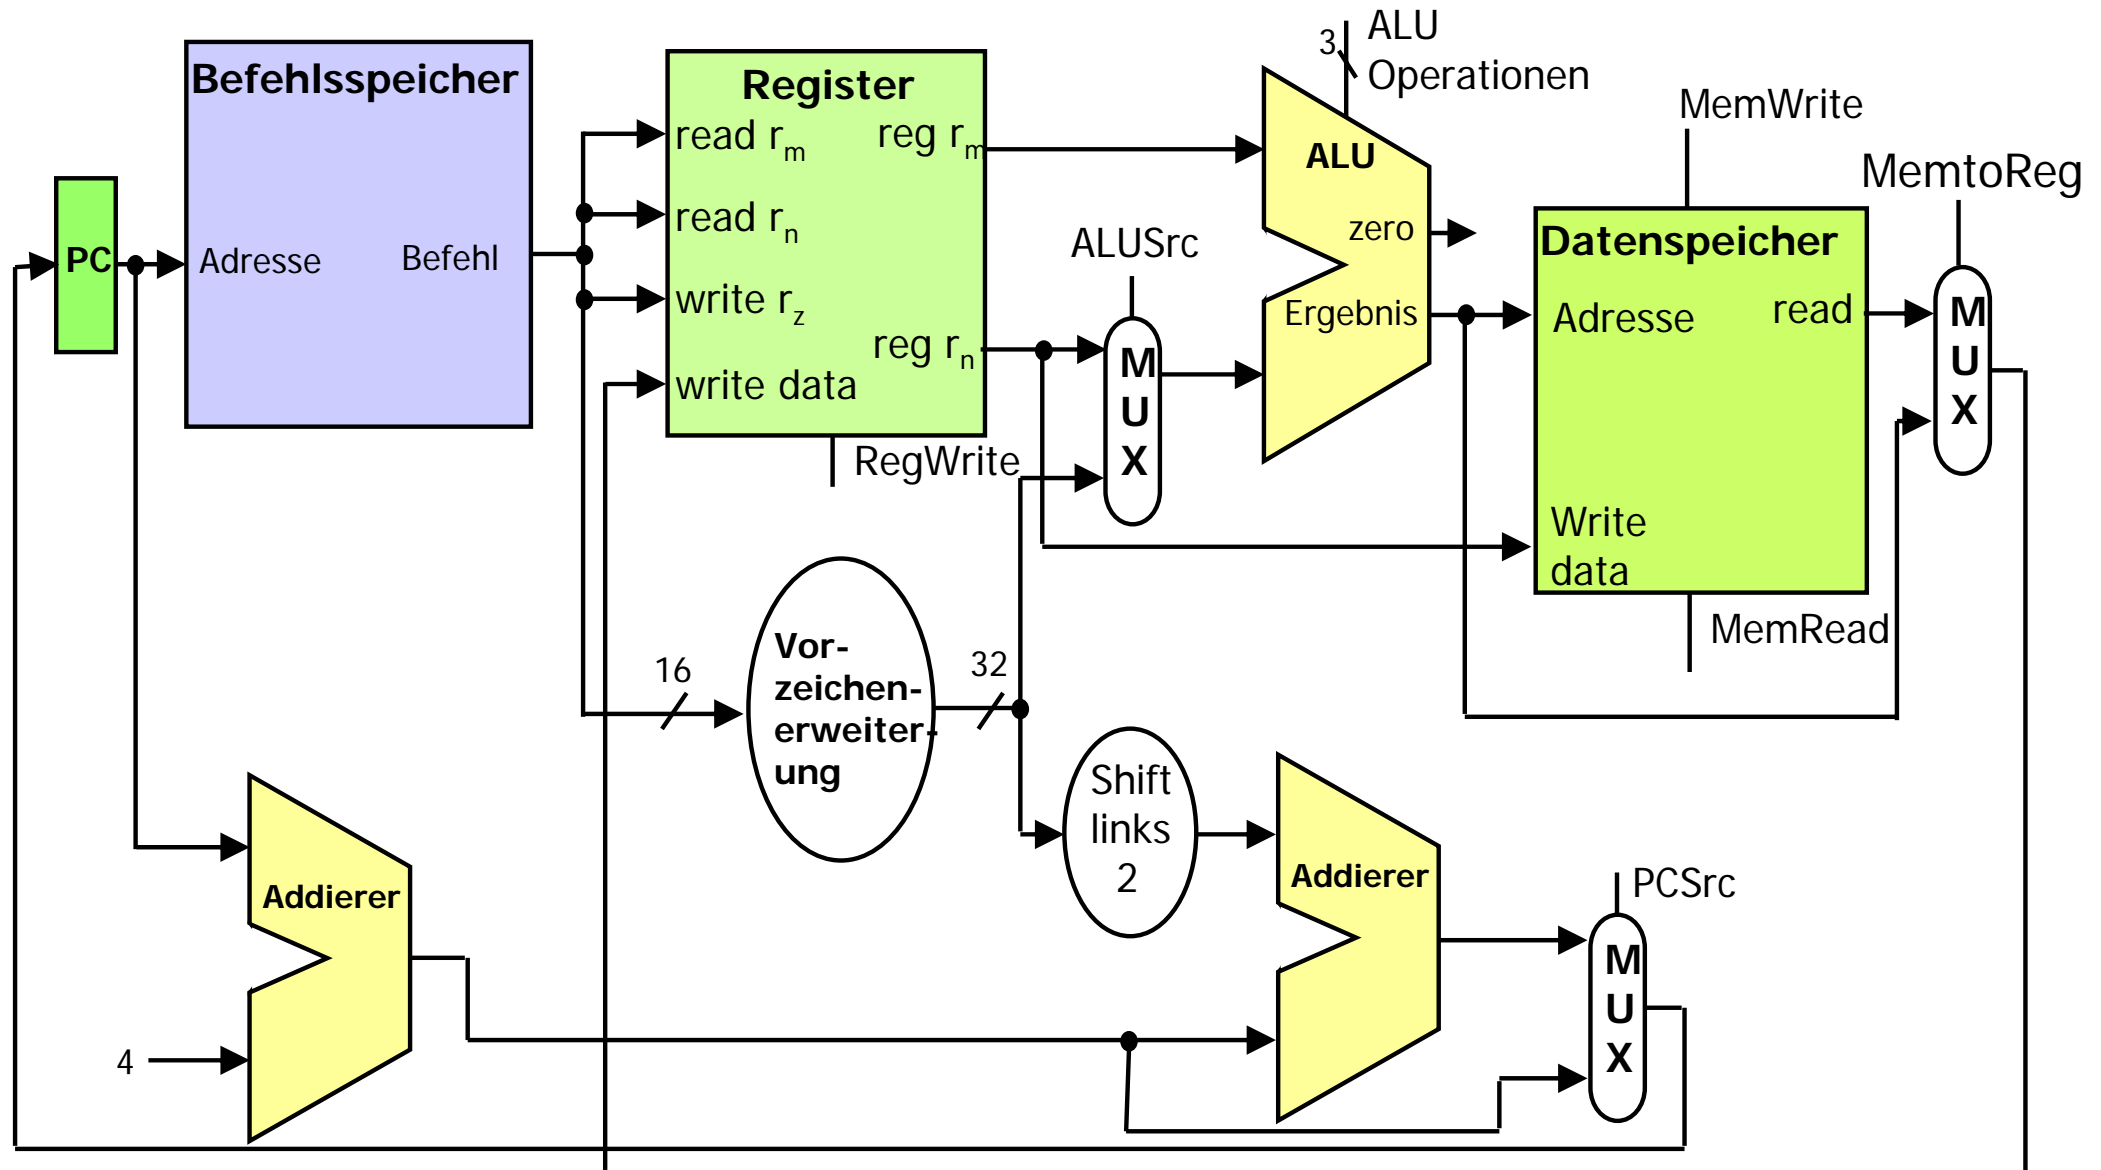 Befehlsspeicher
Adresse
Befehl
PC
Register
read rm
read rn
write rz
write data
reg rm
reg rn
RegWrite
3
ALU
Operationen
ALU
zero
Ergebnis
ALUSrc
M
U
X
MemWrite
Datenspeicher
Adresse
read
Write
data
MemRead
MemtoReg
M
U
X
16
Vor-
zeichen-
erweiter-
ung
32
Shift
links
2
Addierer
4
Addierer
PCSrc
M
U
X